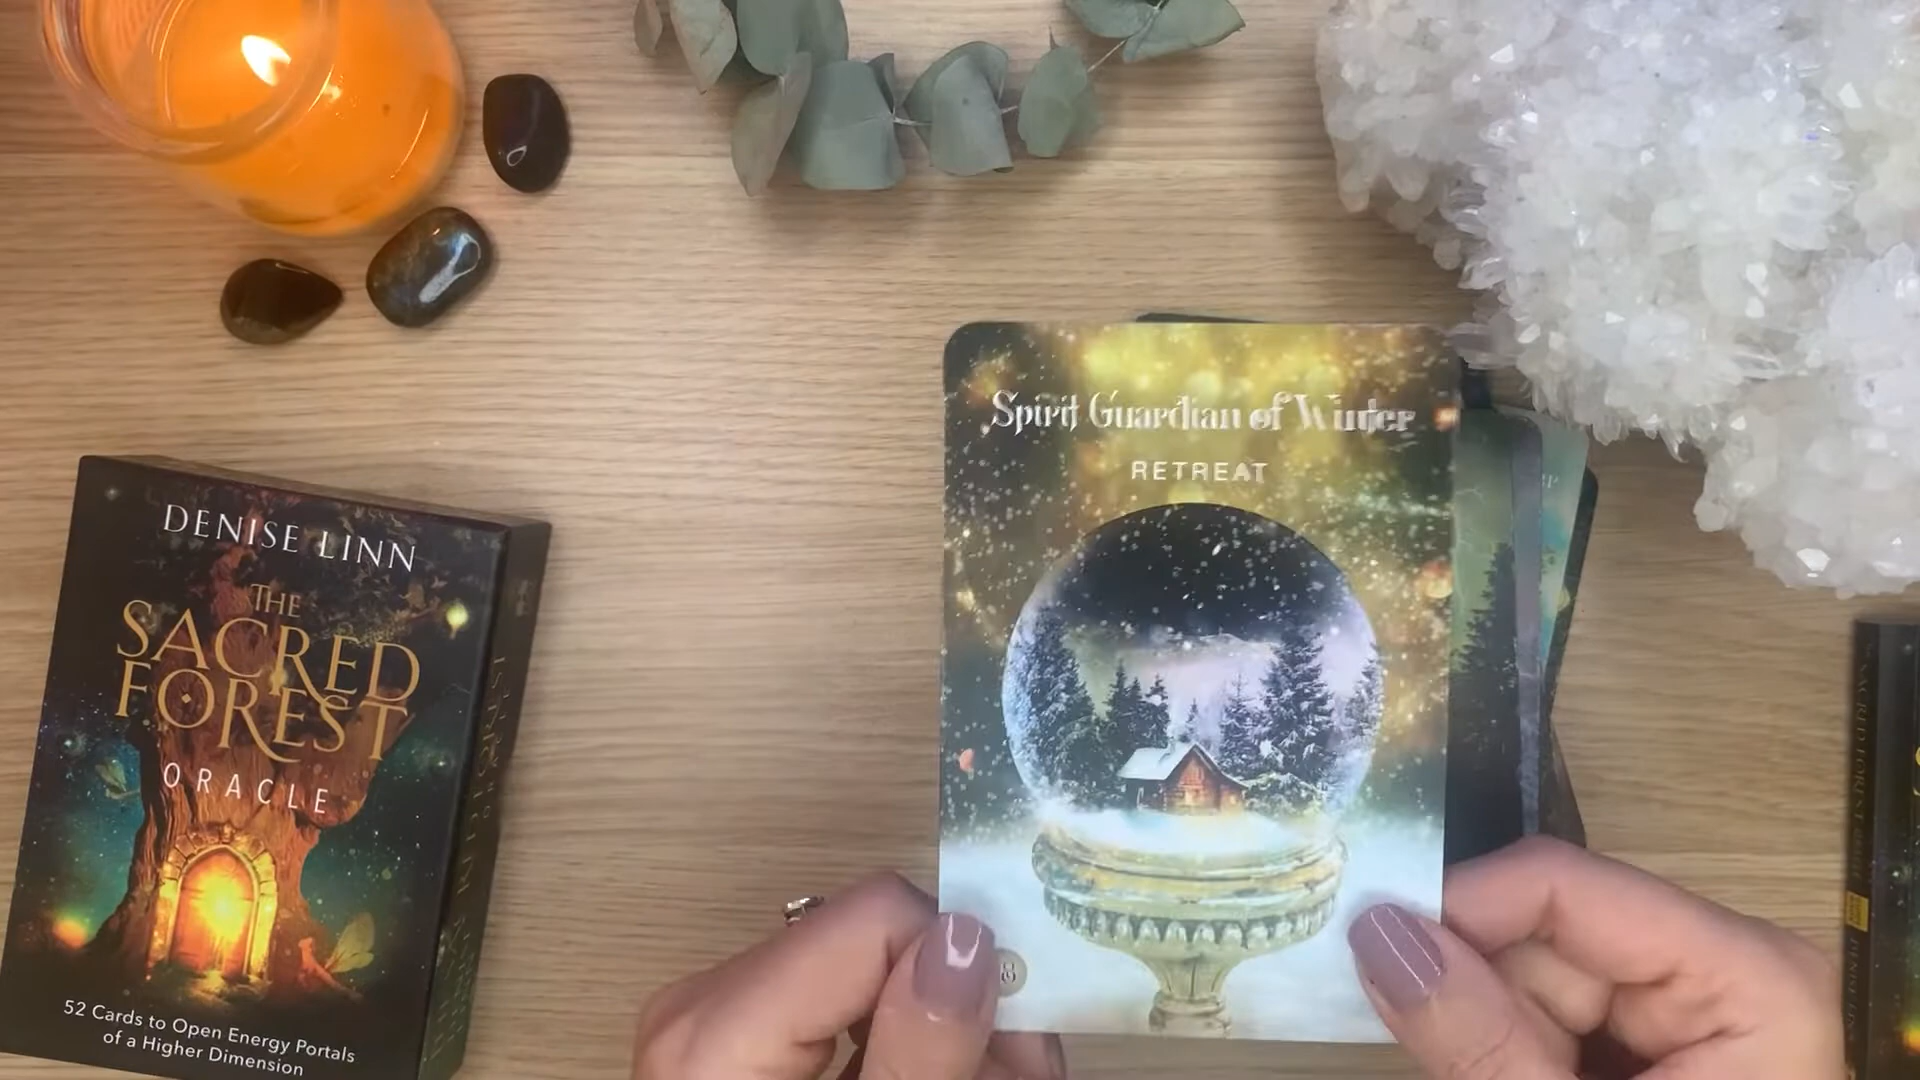 DENISE LINN
THE
SACRED
FOREST
ORACLE
52 Cards to Open Energy Portals
of a Higher Dimension
Spirit Guardian of Winter
RETREAT